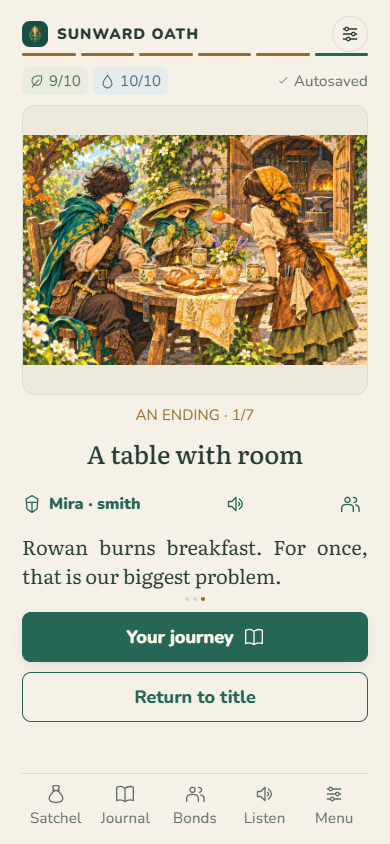 SUNWARD OATH
9/10 10/10 Autosaved
AN ENDING · 1/7
A table with room
Mira · smith
Rowan burns breakfast. For once,
that is our biggest problem.
Your journey
Return to title
Satchel Journal Bonds Listen Menu